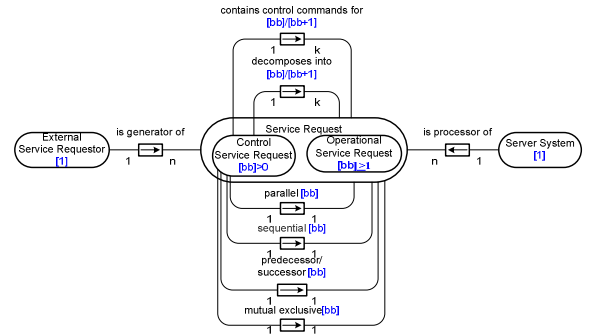 contains control commands for
[bb]/[bb+1]
1 k
decomposes into
[bb]/[bb+1]
1 k
External
Service Requestor
[1]
is generator of
1 n
Service Request
Control
Service Request
[bb]>0
Operational
Service Request
[bb]≥1
is processor of
n 1
Server System
[1]
parallel [bb]
1 1
sequential [bb]
1 1
predecessor/
successor [bb]
1 1
mutual exclusive[bb]
1 1